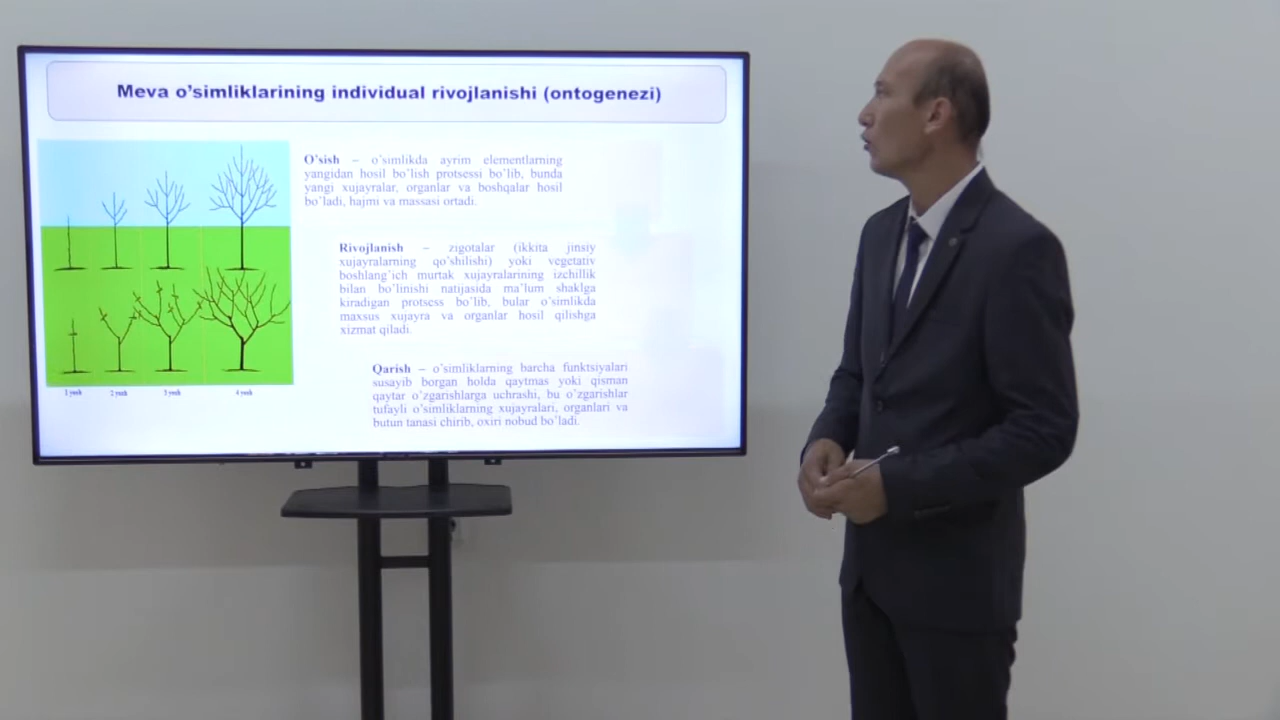 Meva o'simliklarining individual rivojlanishi (ontogenezi)
O'sish – o'simlikda ayrim elementlarning
yangidan hosil bo'lish protsessi bo'lib, bunda
yangi xujayralar, organlar va boshqalar hosil
bo'ladi, hajmi va massasi ortadi.
Rivojlanish – zigotalar (ikkita jinsiy
xujayralarning qo'shilishi) yoki vegetativ
boshlang'ich murtak xujayralarining izchillik
bilan bo'linishi natijasida ma'lum shaklga
kiradigan protsess bo'lib, bular o'simlikda
maxsus xujayra va organlar hosil qilishga
xizmat qiladi.
Qarish – o'simliklarning barcha funktsiyalari
susayib borgan holda qaytmas yoki qisman
qaytar o'zgarishlarga uchrashi, bu o'zgarishlar
tufayli o'simliklarning xujayralari, organlari va
butun tanasi chirib, oxiri nobud bo'ladi.
1 yosh 2 yosh 3 yosh 4 yosh